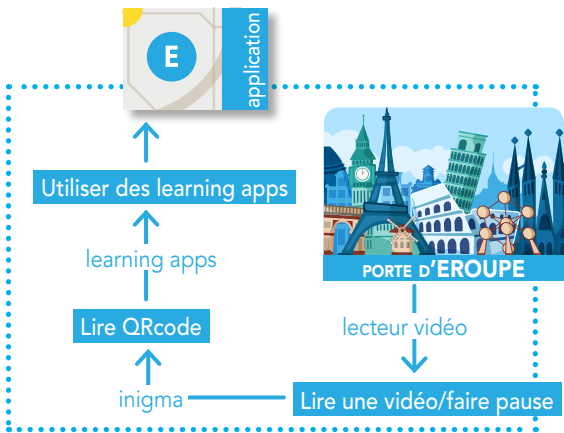 E
application
Utiliser des learning apps
learning apps
PORTE D'EROUPE
Lire QRcode
lecteur vidéo
inigma
Lire une vidéo/faire pause